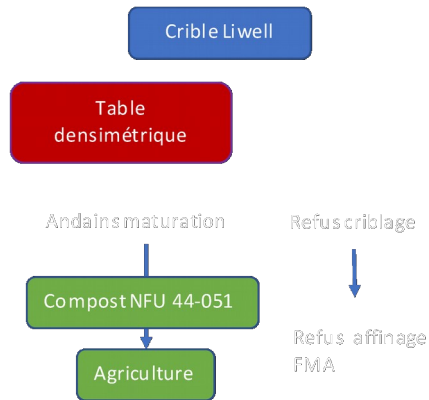 Crible Liwell
Table
densimétrique
Andains maturation
Refus criblage
Compost NFU 44-051
Refus affinage
FMA
Agriculture